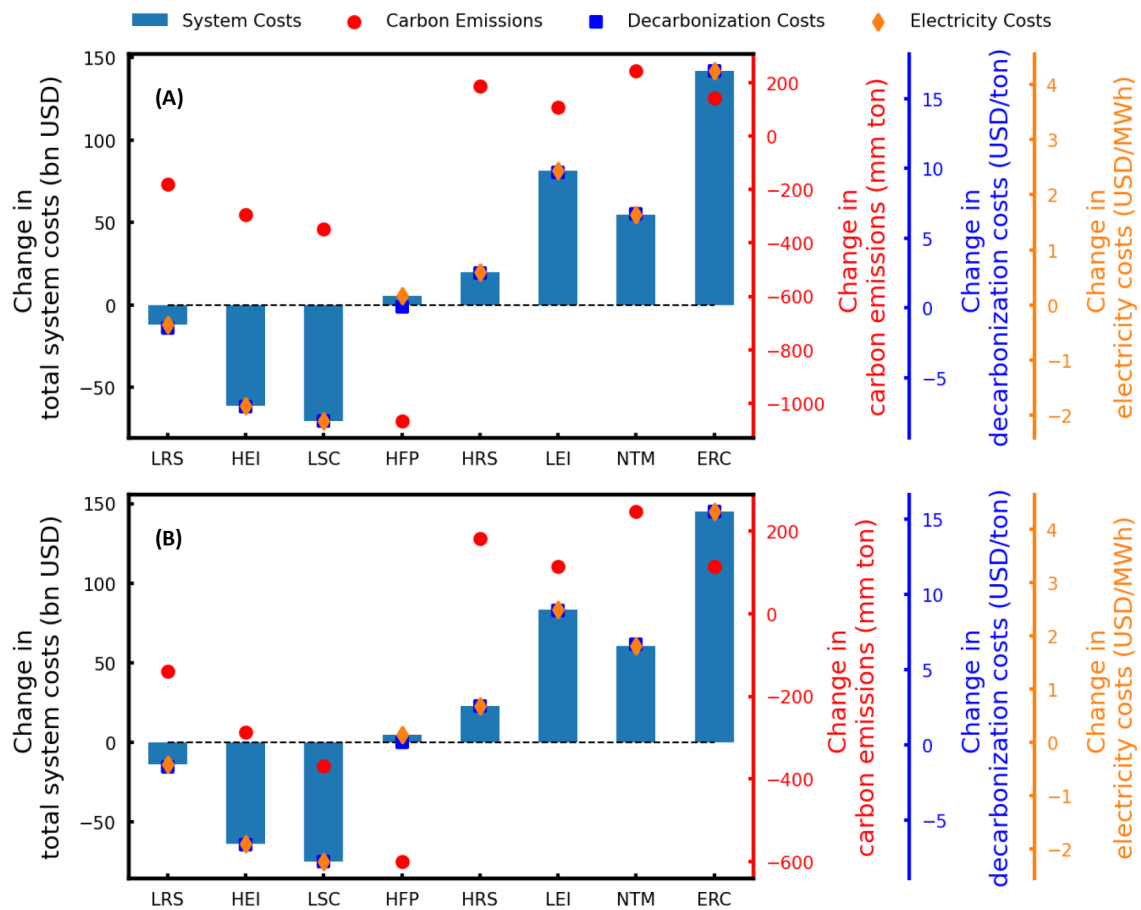 System Costs Carbon Emissions Decarbonization Costs Electricity Costs
(A)
Change in
total system costs (bn USD)
150
100
50
0
−50
LRS HEI LSC HFP HRS LEI NTM ERC
200
0
−200
−400
−600
−800
−1000
Change in
carbon emissions (mm ton)
15
10
5
0
−5
Change in
decarbonization costs (USD/ton)
4
3
2
1
0
−1
−2
Change in
electricity costs (USD/MWh)
(B)
Change in
total system costs (bn USD)
150
100
50
0
−50
LRS HEI LSC HFP HRS LEI NTM ERC
200
0
−200
−400
−600
Change in
carbon emissions (mm ton)
15
10
5
0
−5
Change in
decarbonization costs (USD/ton)
4
3
2
1
0
−1
−2
Change in
electricity costs (USD/MWh)